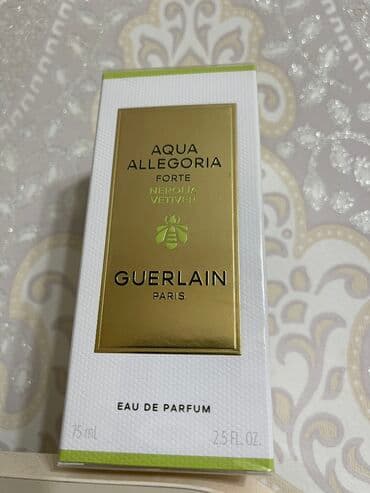 AQUA
ALLEGORIA
FORTE
NEROLIA
VETIVER
GUERLAIN
PARIS
EAU DE PARFUM
75 mL 2.5 FL. OZ.